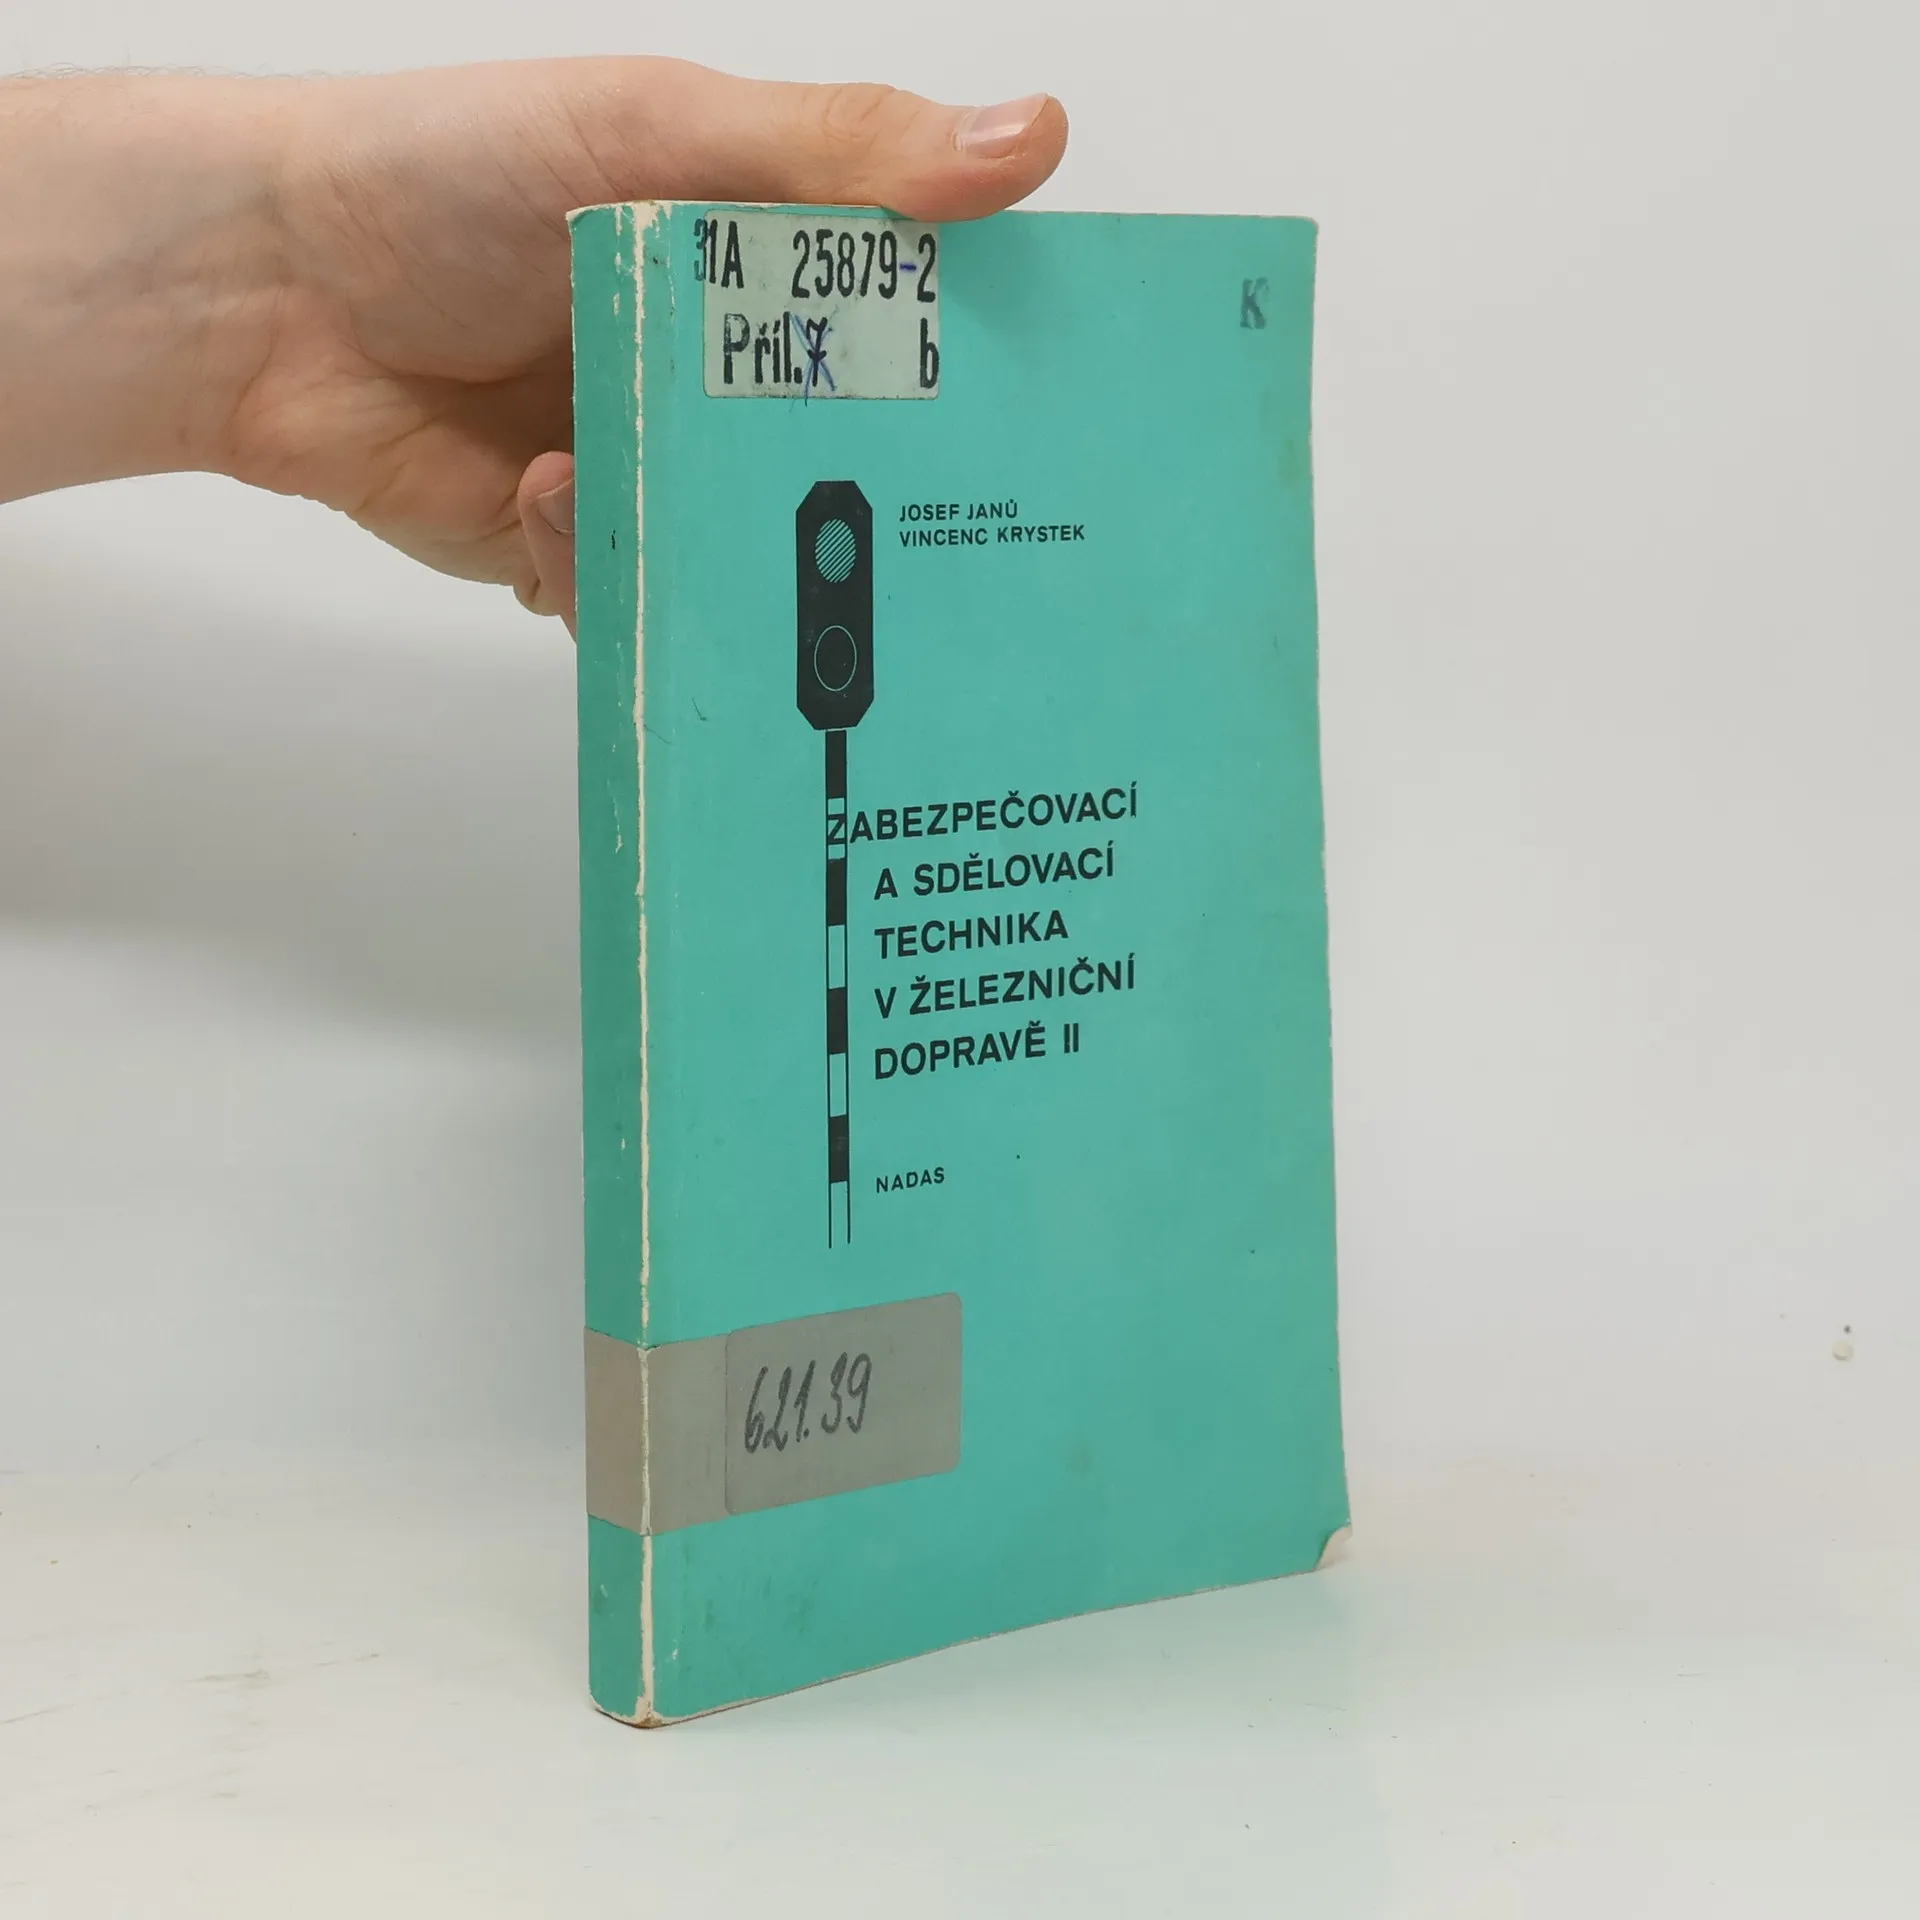 31A 25879-2
Příl.7 b
K
JOSEF JANŮ
VINCENC KRYSTEK
ZABEZPEČOVACÍ
A SDĚLOVACÍ
TECHNIKA
V ŽELEZNIČNÍ
DOPRAVĚ II
NADAS
621.39